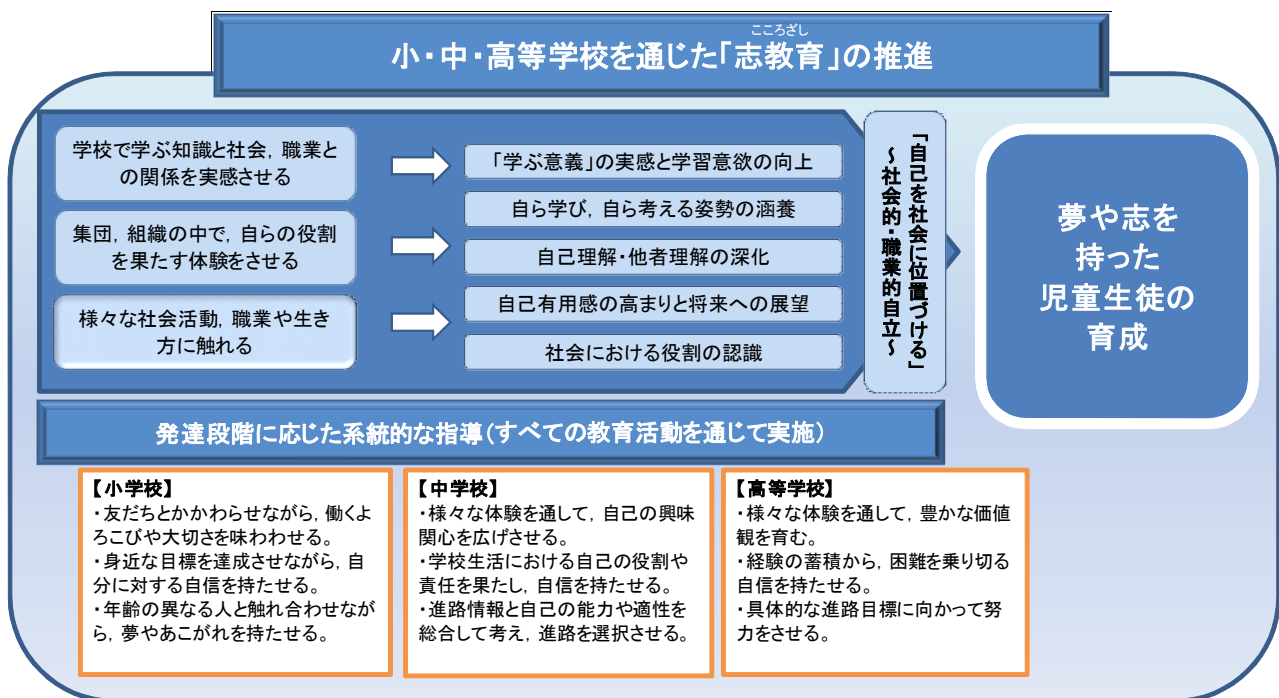 こころざし
小・中・高等学校を通じた「志教育」の推進
学校で学ぶ知識と社会，職業と
の関係を実感させる
集団，組織の中で，自らの役割
を果たす体験をさせる
様々な社会活動，職業や生き
方に触れる
「学ぶ意義」の実感と学習意欲の向上
自ら学び，自ら考える姿勢の涵養
自己理解・他者理解の深化
自己有用感の高まりと将来への展望
社会における役割の認識
「自己を社会に位置づける」
～社会的・職業的自立～
夢や志を
持った
児童生徒の
育成
発達段階に応じた系統的な指導（すべての教育活動を通じて実施）
【小学校】
・友だちとかかわらせながら，働くよ
ろこびや大切さを味わわせる。
・身近な目標を達成させながら，自
分に対する自信を持たせる。
・年齢の異なる人と触れ合わせなが
ら，夢やあこがれを持たせる。
【中学校】
・様々な体験を通して，自己の興味
関心を広げさせる。
・学校生活における自己の役割や
責任を果たし，自信を持たせる。
・進路情報と自己の能力や適性を
総合して考え，進路を選択させる。
【高等学校】
・様々な体験を通して，豊かな価値
観を育む。
・経験の蓄積から，困難を乗り切る
自信を持たせる。
・具体的な進路目標に向かって努
力をさせる。